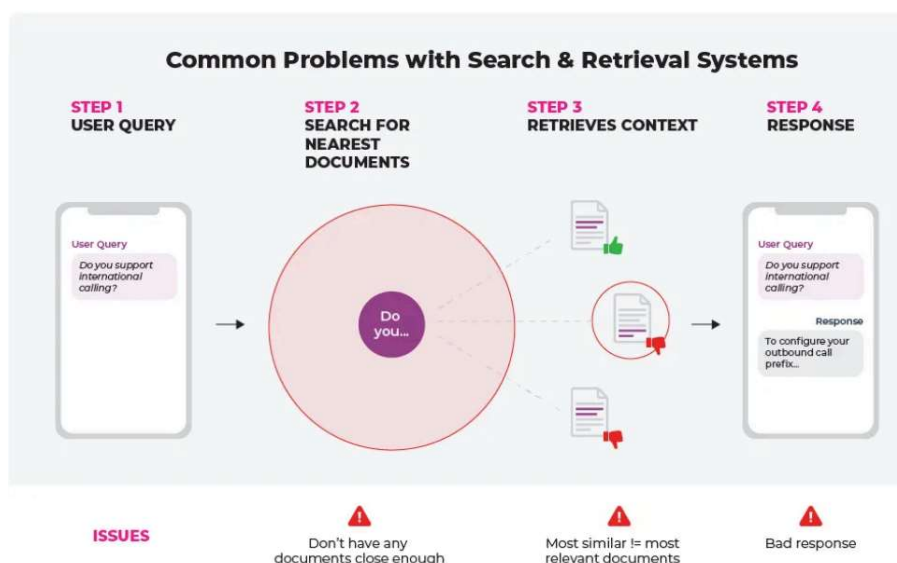 Common Problems with Search & Retrieval Systems
STEP 1
USER QUERY
STEP 2
SEARCH FOR
NEAREST
DOCUMENTS
STEP 3
RETRIEVES CONTEXT
STEP 4
RESPONSE
User Query
Do you support
international
calling?
Do
you...
User Query
Do you support
international
calling?
Response
To configure your
outbound call
prefix...
ISSUES
Don't have any
documents close enough
Most similar != most
relevant documents
Bad response